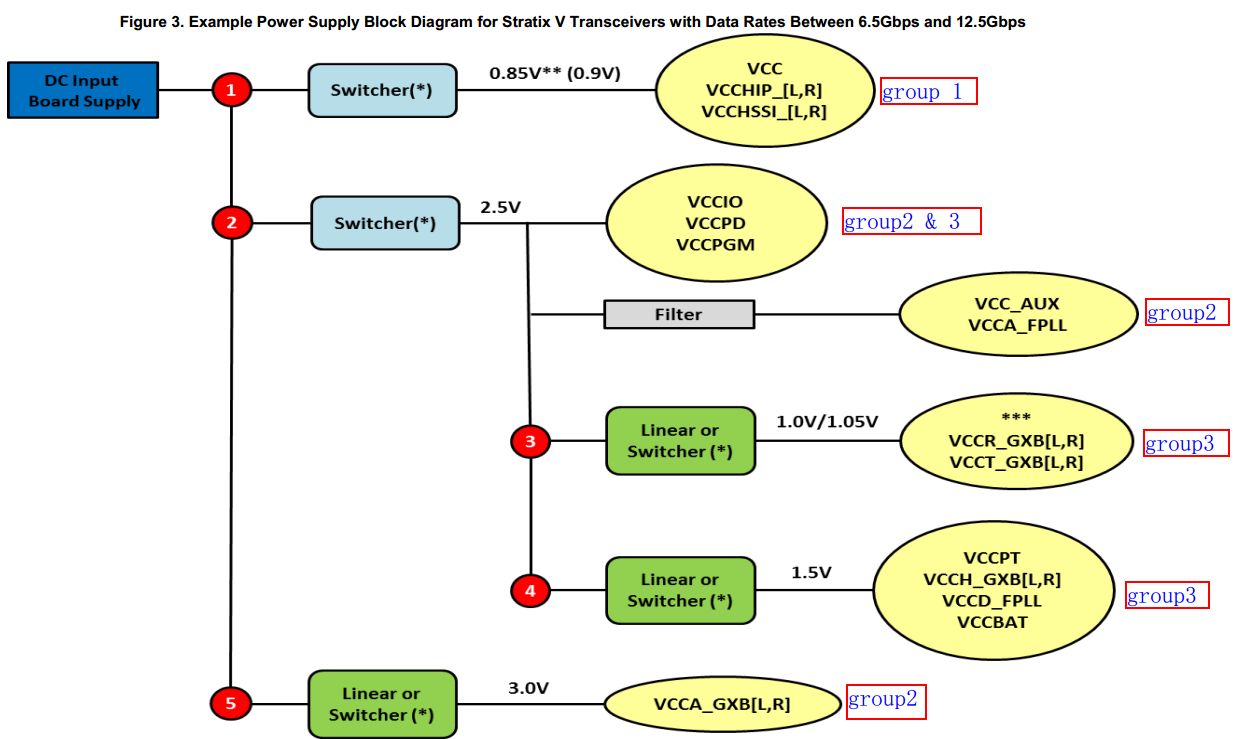 Figure 3. Example Power Supply Block Diagram for Stratix V Transceivers with Data Rates Between 6.5Gbps and 12.5Gbps
DC Input
Board Supply
1
Switcher(*)
0.85V** (0.9V)
VCC
VCCHIP_[L,R]
VCCHSSI_[L,R]
group 1
2
Switcher(*)
2.5V
VCCIO
VCCPD
VCCPGM
group2 & 3
Filter
VCC_AUX
VCCA_FPLL
group2
3
Linear or
Switcher (*)
1.0V/1.05V
***
VCCR_GXB[L,R]
VCCT_GXB[L,R]
group3
4
Linear or
Switcher (*)
1.5V
VCCPT
VCCH_GXB[L,R]
VCCD_FPLL
VCCBAT
group3
5
Linear or
Switcher (*)
3.0V
VCCA_GXB[L,R]
group2